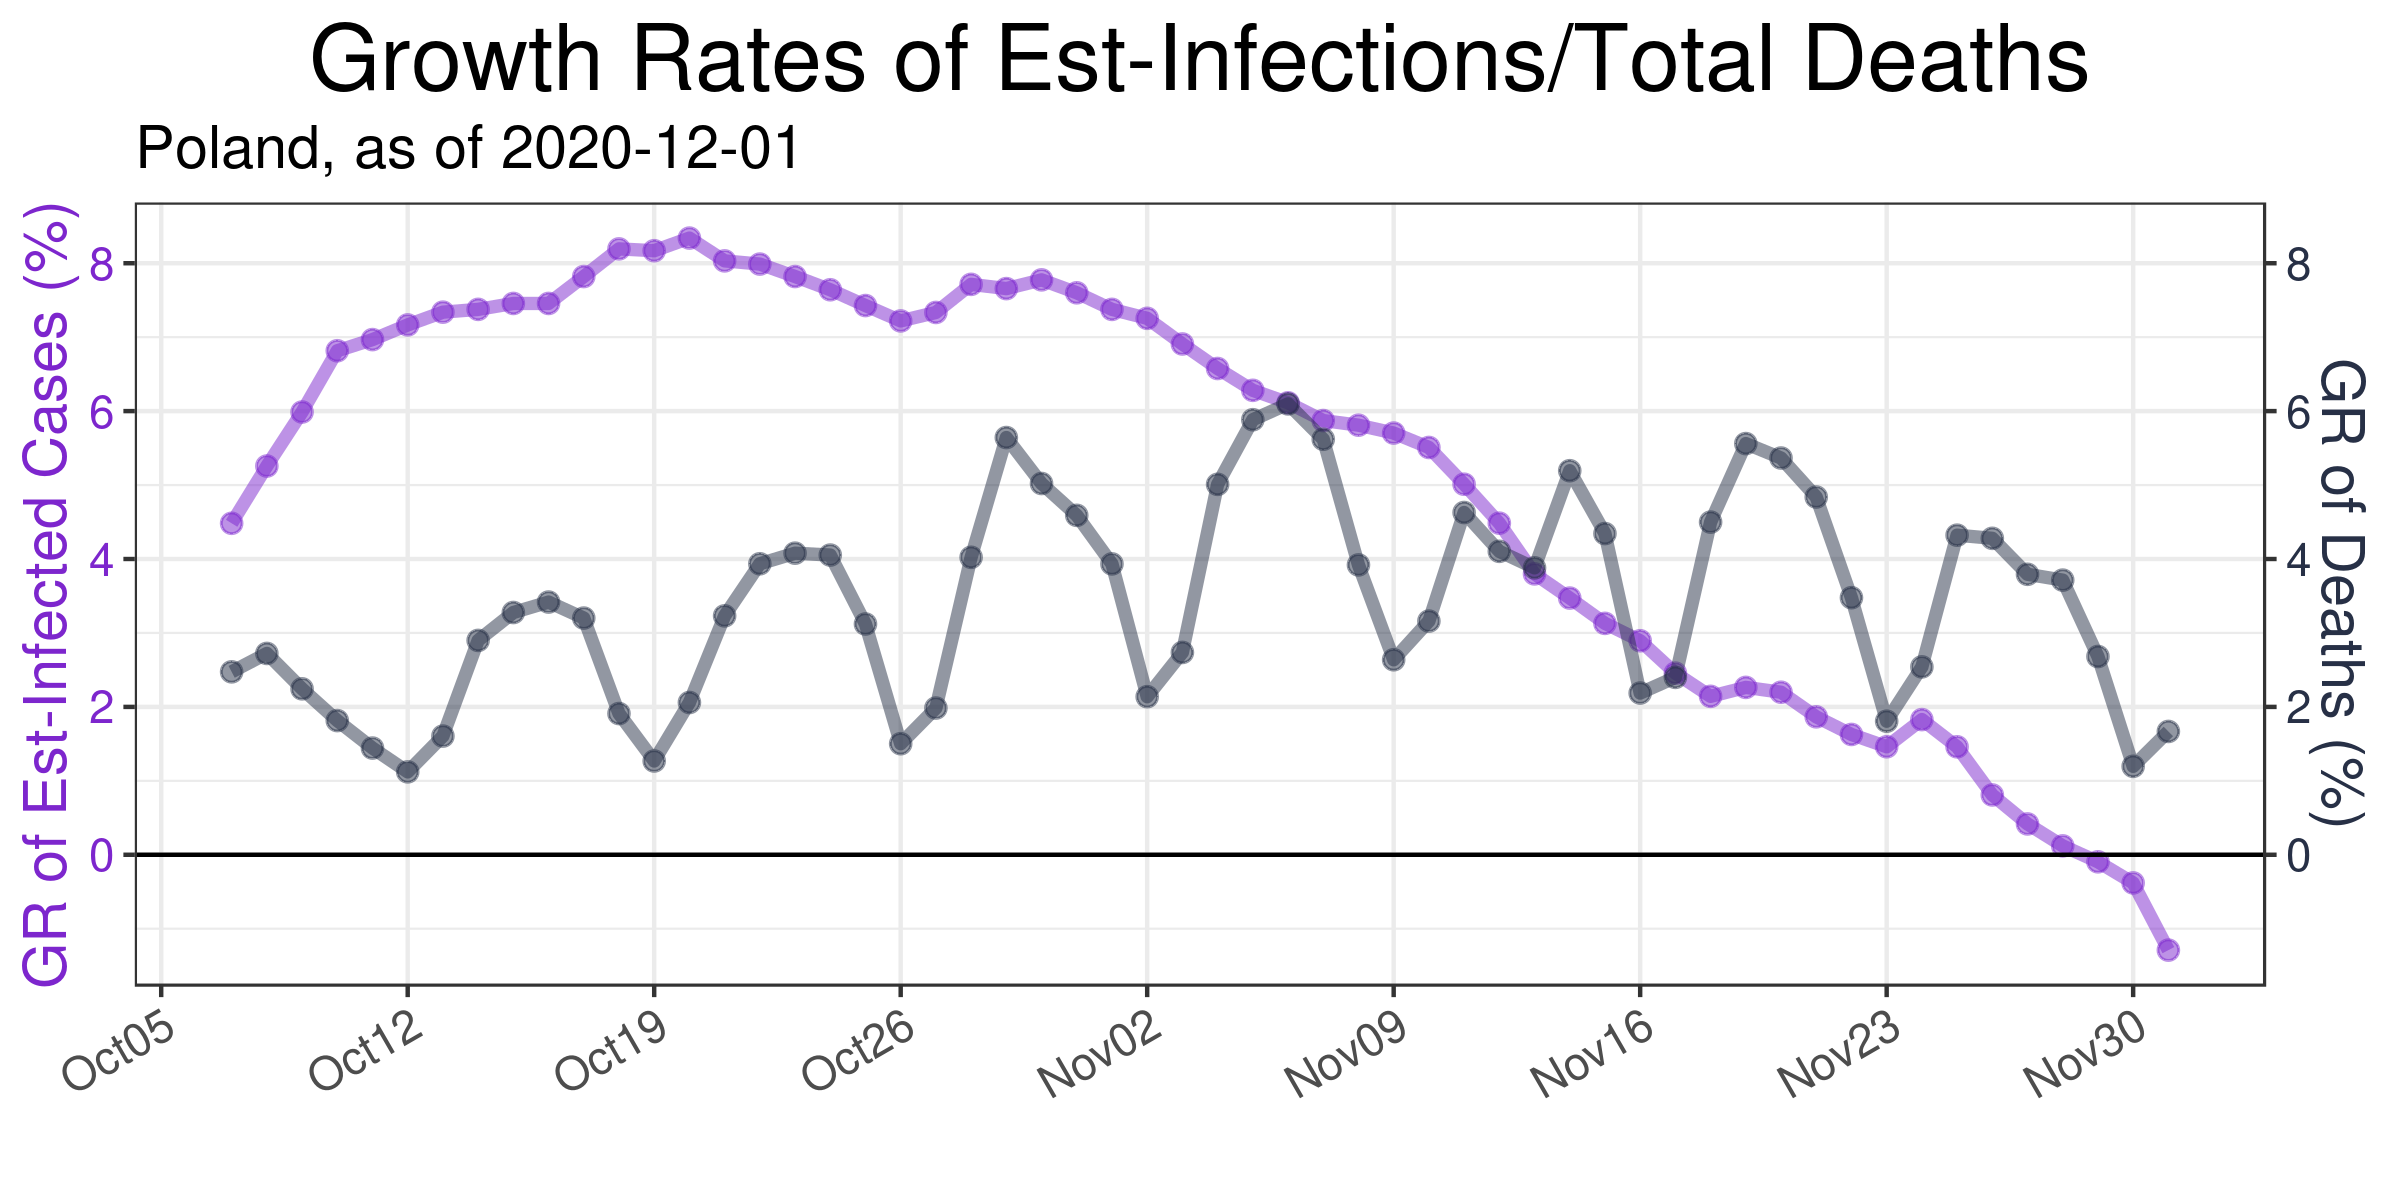 Growth Rates of Est-Infections/Total Deaths
Poland, as of 2020-12-01
GR of Est-Infected Cases (%)
8
6
4
2
0
8
6
4
2
0
GR of Deaths (%)
Oct05
Oct12
Oct19
Oct26
Nov02
Nov09
Nov16
Nov23
Nov30